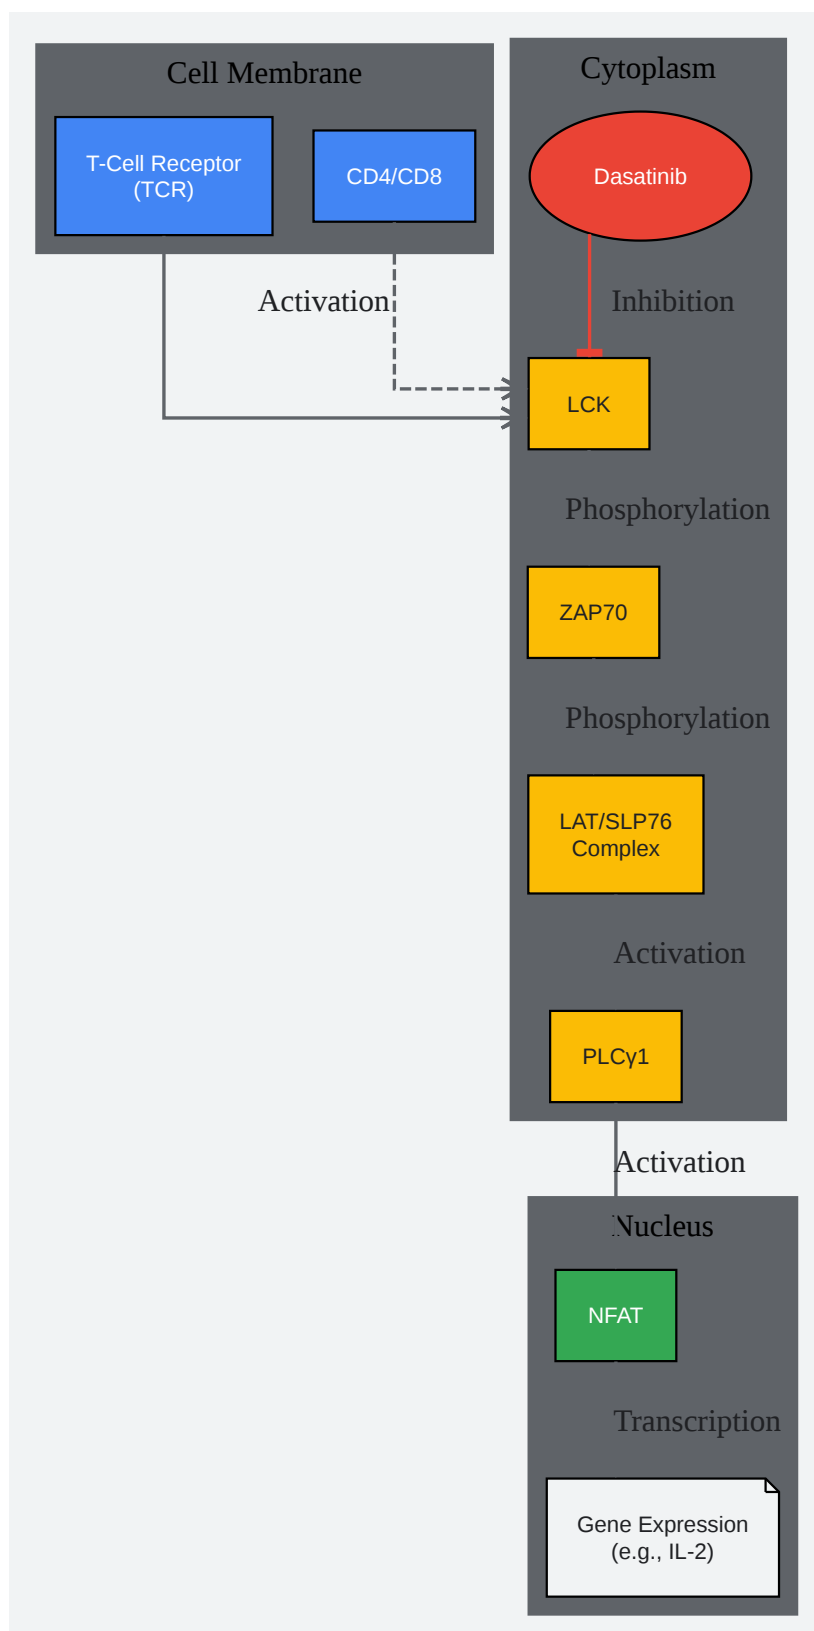 Cell Membrane
T-Cell Receptor
(TCR)
CD4/CD8
Cytoplasm
Dasatinib
Activation
Inhibition
LCK
Phosphorylation
ZAP70
Phosphorylation
LAT/SLP76
Complex
Activation
PLCγ1
Activation
Nucleus
NFAT
Transcription
Gene Expression
(e.g., IL-2)